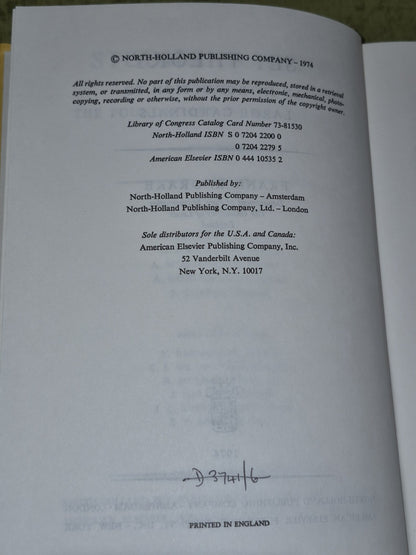 © NORTH-HOLLAND PUBLISHING COMPANY – 1974
All rights reserved. No part of this publication may be reproduced, stored in a retrieval
system, or transmitted, in any form or by any means, electronic, mechanical, photo-
copying, recording or otherwise, without the prior permission of the copyright owner.
Library of Congress Catalog Card Number 73-81530
North-Holland ISBN S 0 7204 2200 0
0 7204 2279 5
American Elsevier ISBN 0 444 10535 2
Published by:
North-Holland Publishing Company – Amsterdam
North-Holland Publishing Company, Ltd. – London
Sole distributors for the U.S.A. and Canada:
American Elsevier Publishing Company, Inc.
52 Vanderbilt Avenue
New York, N.Y. 10017
D 3741/6
PRINTED IN ENGLAND